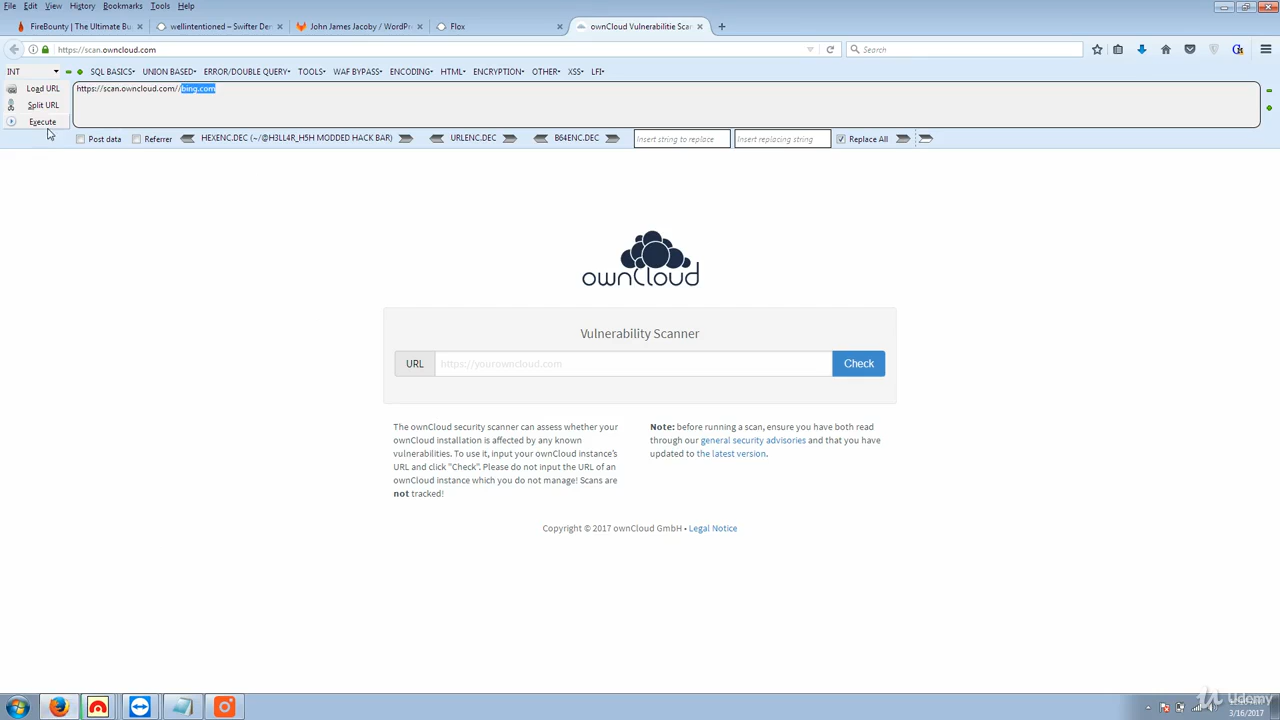 File Edit View History Bookmarks Tools Help
FireBounty | The Ultimate Bu × wellintentioned – Swifter Der × John James Jacoby / WordPr × Flox × ownCloud Vulnerabilitie Scan × +
https://scan.owncloud.com Search
INT SQL BASICS UNION BASED ERROR/DOUBLE QUERY TOOLS WAF BYPASS ENCODING HTML ENCRYPTION OTHER XSS LFI
Load URL https://scan.owncloud.com//bing.com
Split URL
Execute
Post data Referrer HEXENC.DEC (~/@H3LL4R_H5H MODDED HACK BAR) URLENC.DEC B64ENC.DEC Insert string to replace Insert replacing string Replace All
ownCloud
Vulnerability Scanner
URL https://yourowncloud.com Check
The ownCloud security scanner can assess whether your
ownCloud installation is affected by any known
vulnerabilities. To use it, input your ownCloud instance's
URL and click "Check". Please do not input the URL of an
ownCloud instance which you do not manage! Scans are
not tracked!
Note: before running a scan, ensure you have both read
through our general security advisories and that you have
updated to the latest version.
Copyright © 2017 ownCloud GmbH • Legal Notice
Udemy
3/16/2017